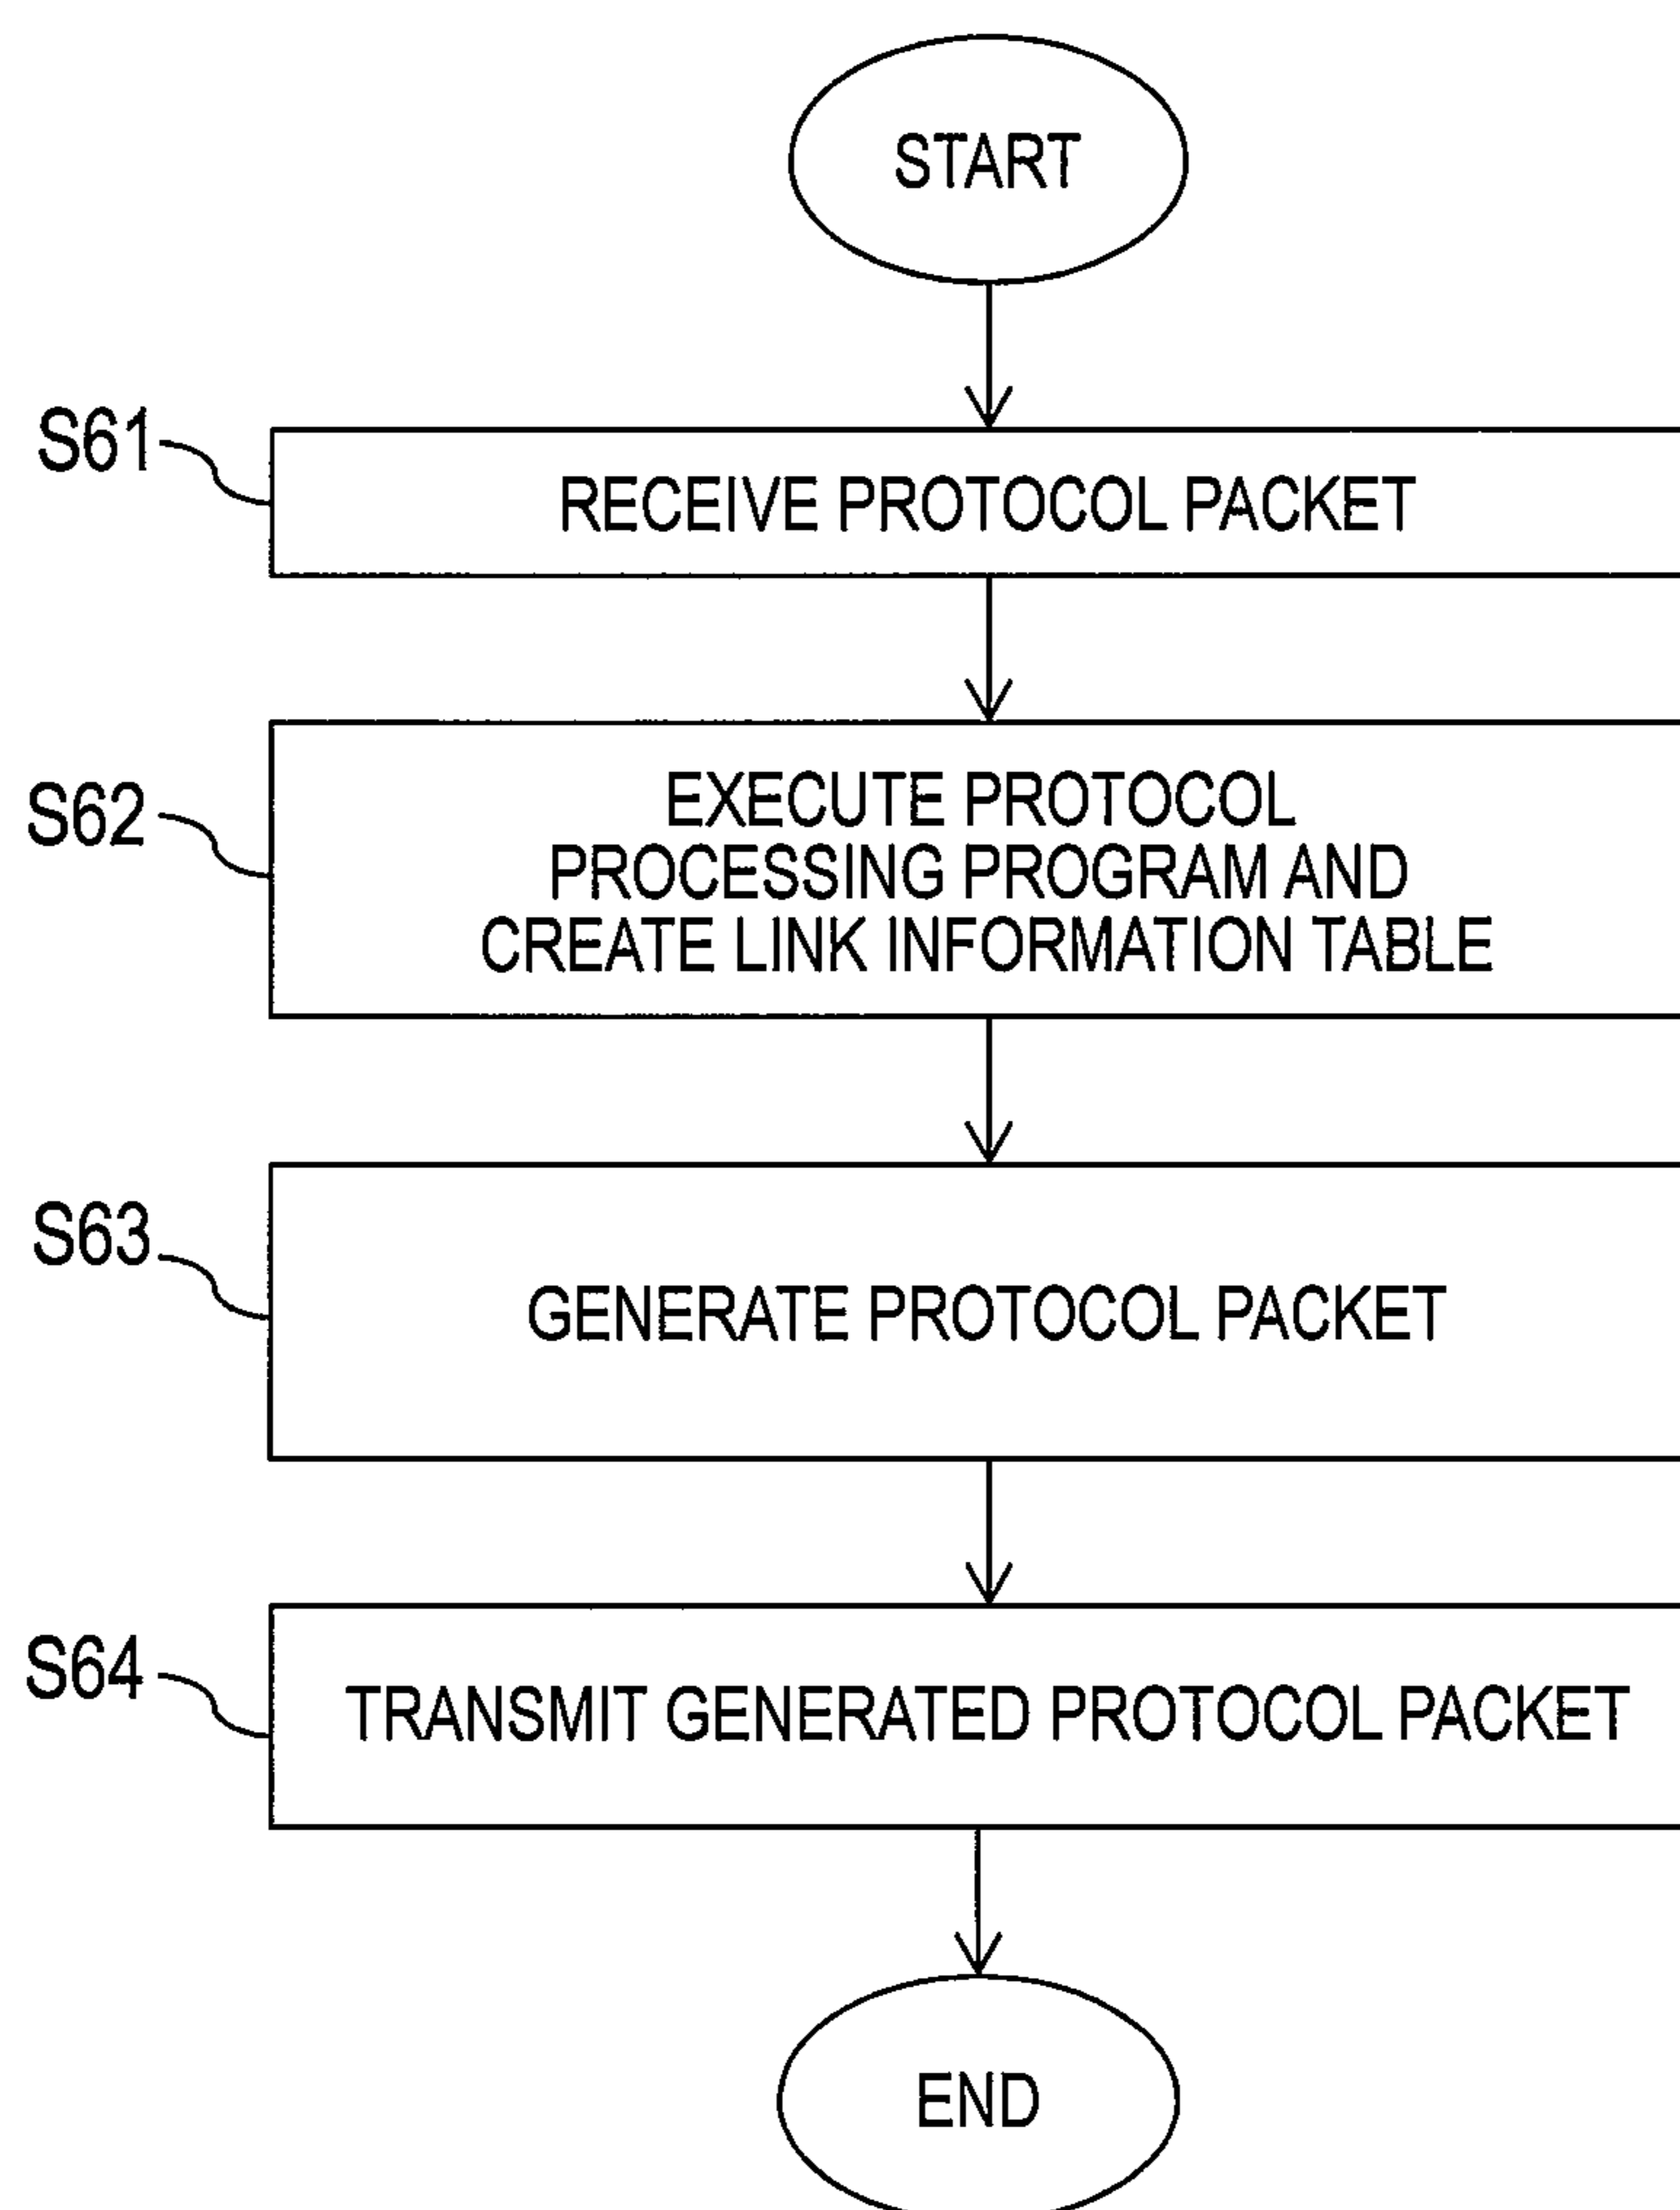 START
S61
RECEIVE PROTOCOL PACKET
S62
EXECUTE PROTOCOL
PROCESSING PROGRAM AND
CREATE LINK INFORMATION TABLE
S63
GENERATE PROTOCOL PACKET
S64
TRANSMIT GENERATED PROTOCOL PACKET
END